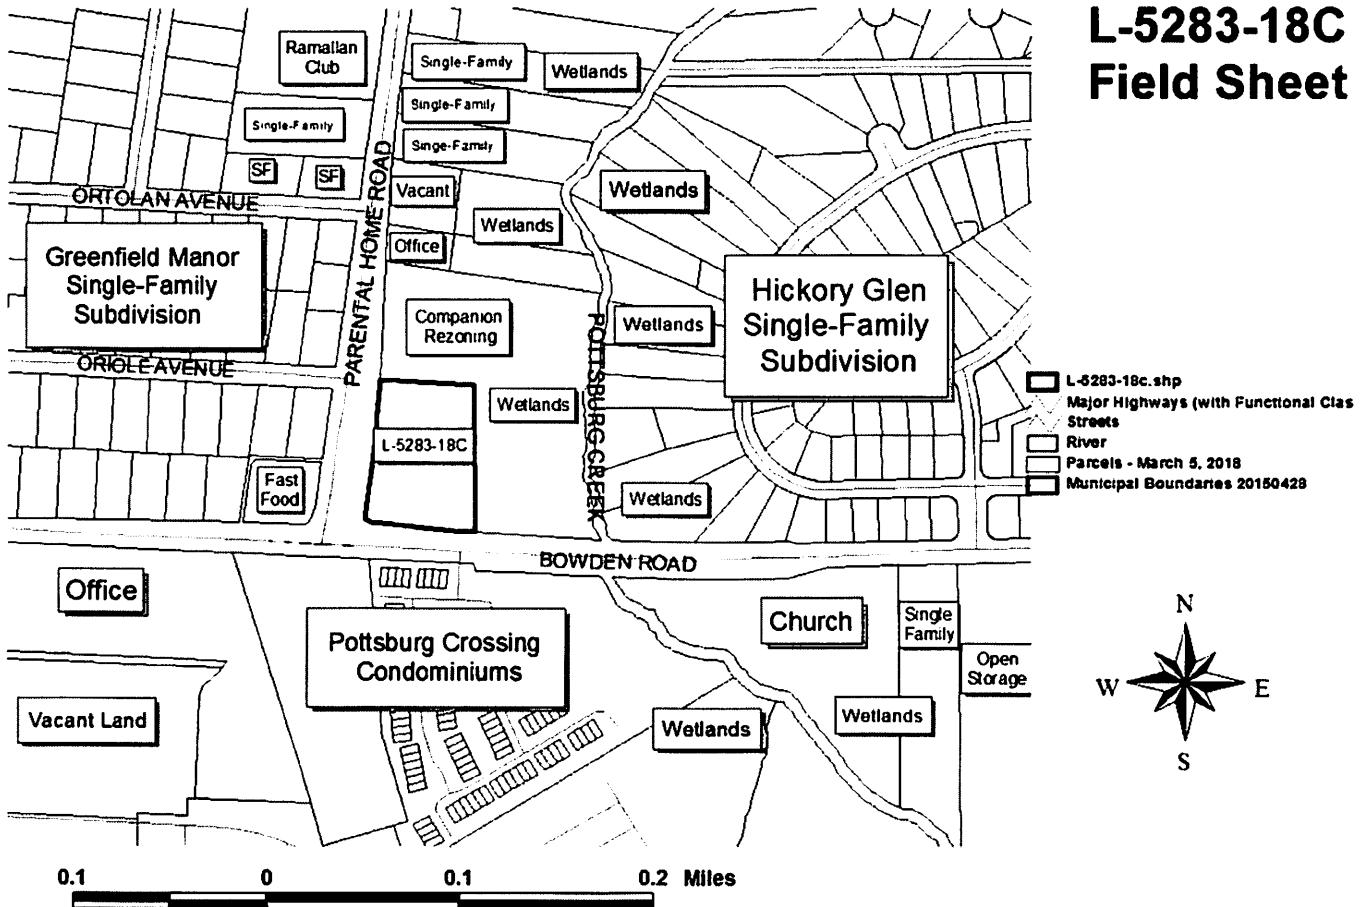 L-5283-18C
Field Sheet
Ramallan
Club
Single-Family
Wetlands
Single-Family
Single-Family
Singe-Family
SF
SF
Vacant
Wetlands
ORTOLAN AVENUE
Wetlands
Office
PARENTAL HOME ROAD
Greenfield Manor
Single-Family
Subdivision
Hickory Glen
Single-Family
Subdivision
Companion
Rezoning
Wetlands
POTTSBURG CREEK
ORIOLE AVENUE
Wetlands
L-5283-18C
Fast
Food
Wetlands
L-5283-18c.shp
Major Highways (with Functional Clas
Streets
River
Parcels - March 5, 2018
Municipal Boundaries 20150428
BOWDEN ROAD
Office
Pottsburg Crossing
Condominiums
Church
Single
Family
Open
Storage
Vacant Land
Wetlands
Wetlands
N
W
E
S
0.1
0
0.1
0.2 Miles